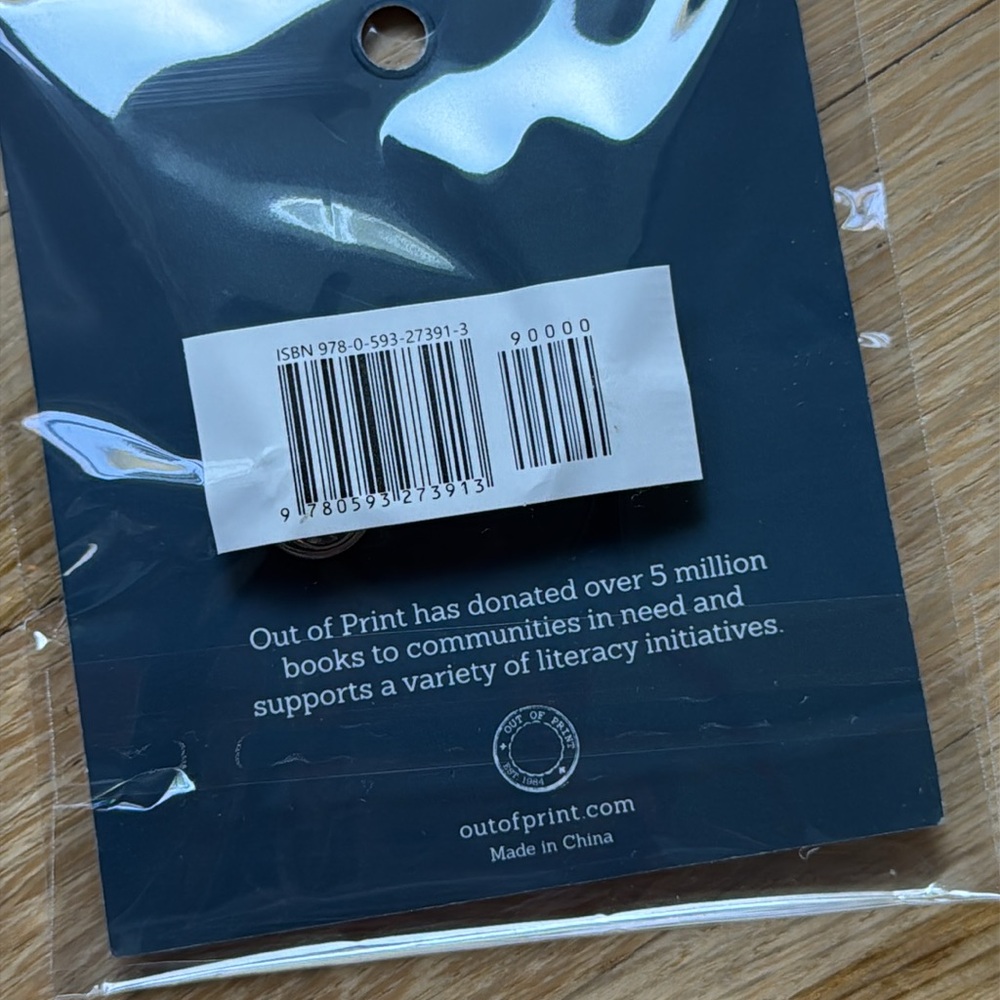 ISBN 978-0-593-27391-3
90000
9 780593 273913
Out of Print has donated over 5 million
books to communities in need and
supports a variety of literacy initiatives.
OUT OF PRINT
EST. 1984
outofprint.com
Made in China